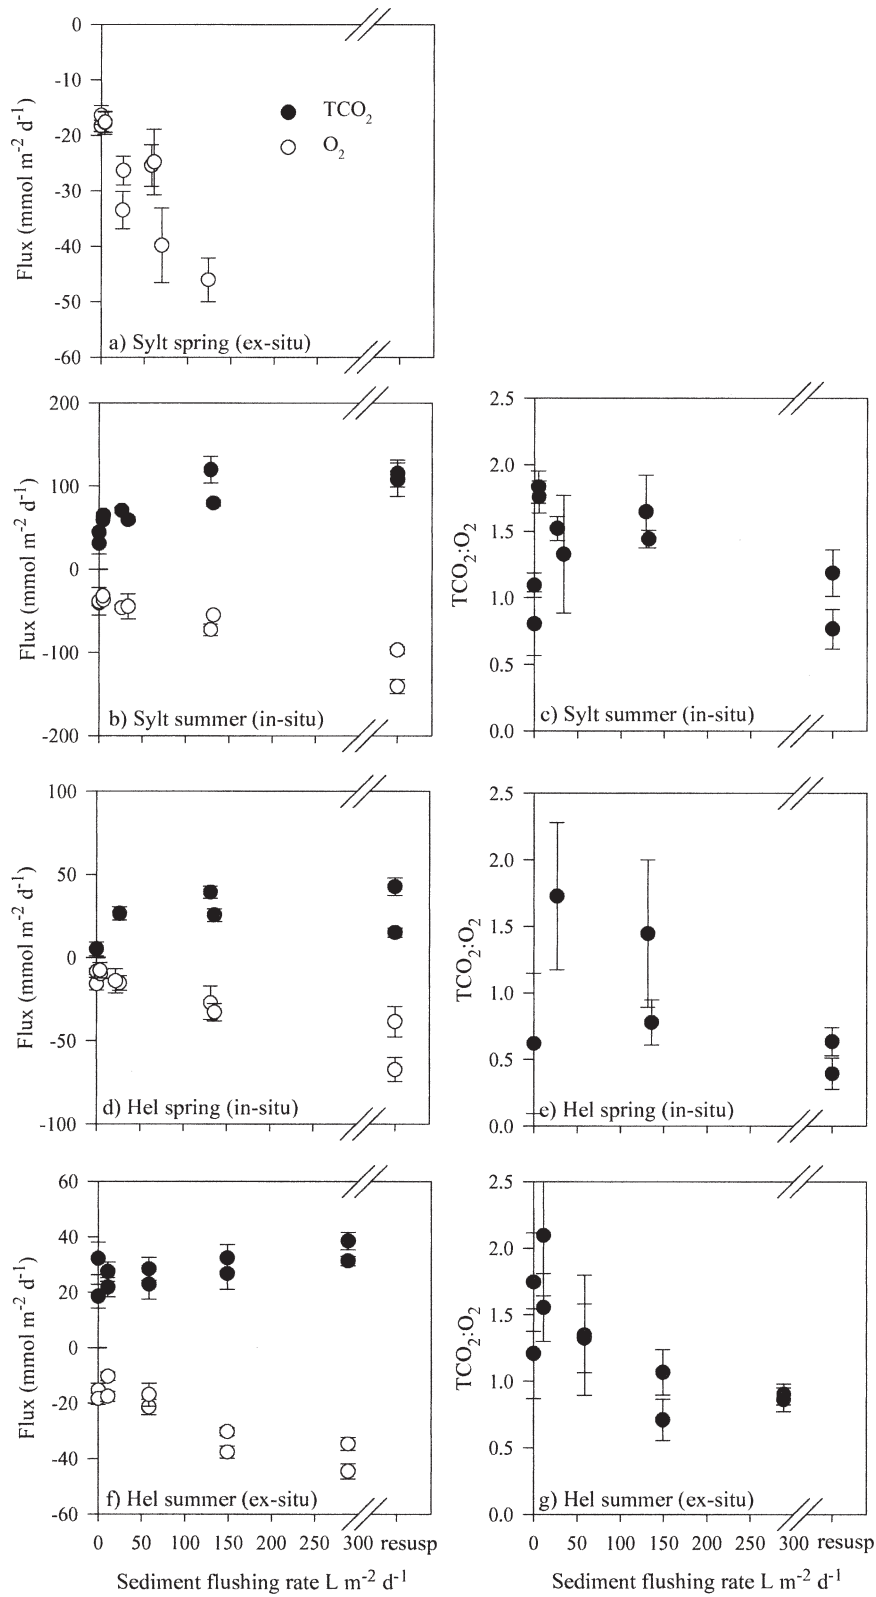 0
-10
-20
-30
-40
-50
-60
Flux (mmol m⁻² d⁻¹)
TCO₂
O₂
a) Sylt spring (ex-situ)
200
100
0
-100
-200
Flux (mmol m⁻² d⁻¹)
b) Sylt summer (in-situ)
2.5
2.0
1.5
1.0
0.5
0.0
TCO₂:O₂
c) Sylt summer (in-situ)
100
50
0
-50
-100
Flux (mmol m⁻² d⁻¹)
d) Hel spring (in-situ)
2.5
2.0
1.5
1.0
0.5
0.0
TCO₂:O₂
e) Hel spring (in-situ)
60
40
20
0
-20
-40
-60
Flux (mmol m⁻² d⁻¹)
f) Hel summer (ex-situ)
0 50 100 150 200 250 300 resusp
Sediment flushing rate L m⁻² d⁻¹
2.5
2.0
1.5
1.0
0.5
0.0
TCO₂:O₂
g) Hel summer (ex-situ)
0 50 100 150 200 250 300 resusp
Sediment flushing rate L m⁻² d⁻¹